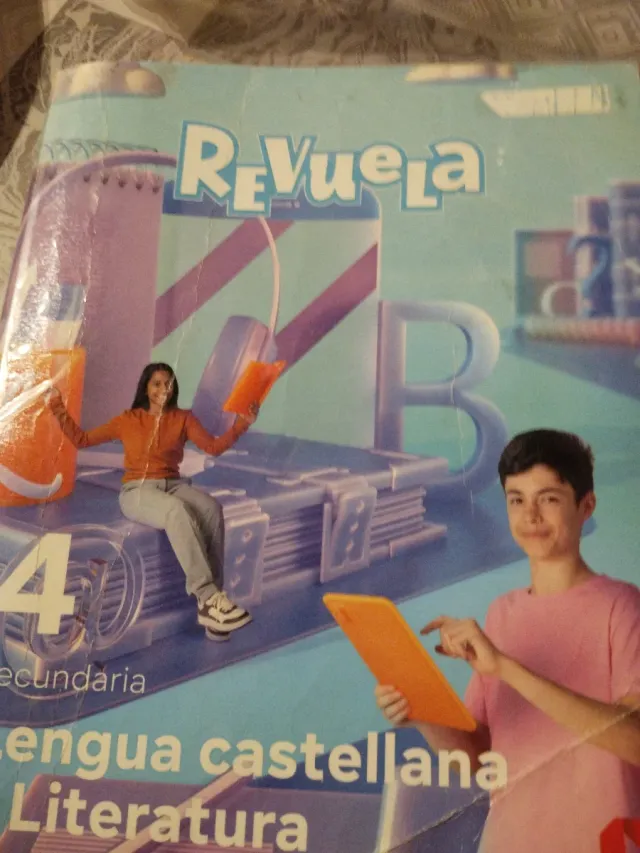 ReVueLa
B
4
ecundaria
Lengua castellana
Literatura